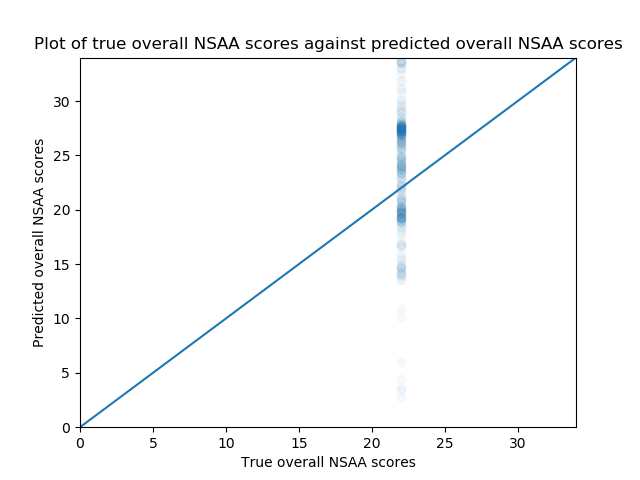 Plot of true overall NSAA scores against predicted overall NSAA scores
Predicted overall NSAA scores
30
25
20
15
10
5
0
0 5 10 15 20 25 30
True overall NSAA scores